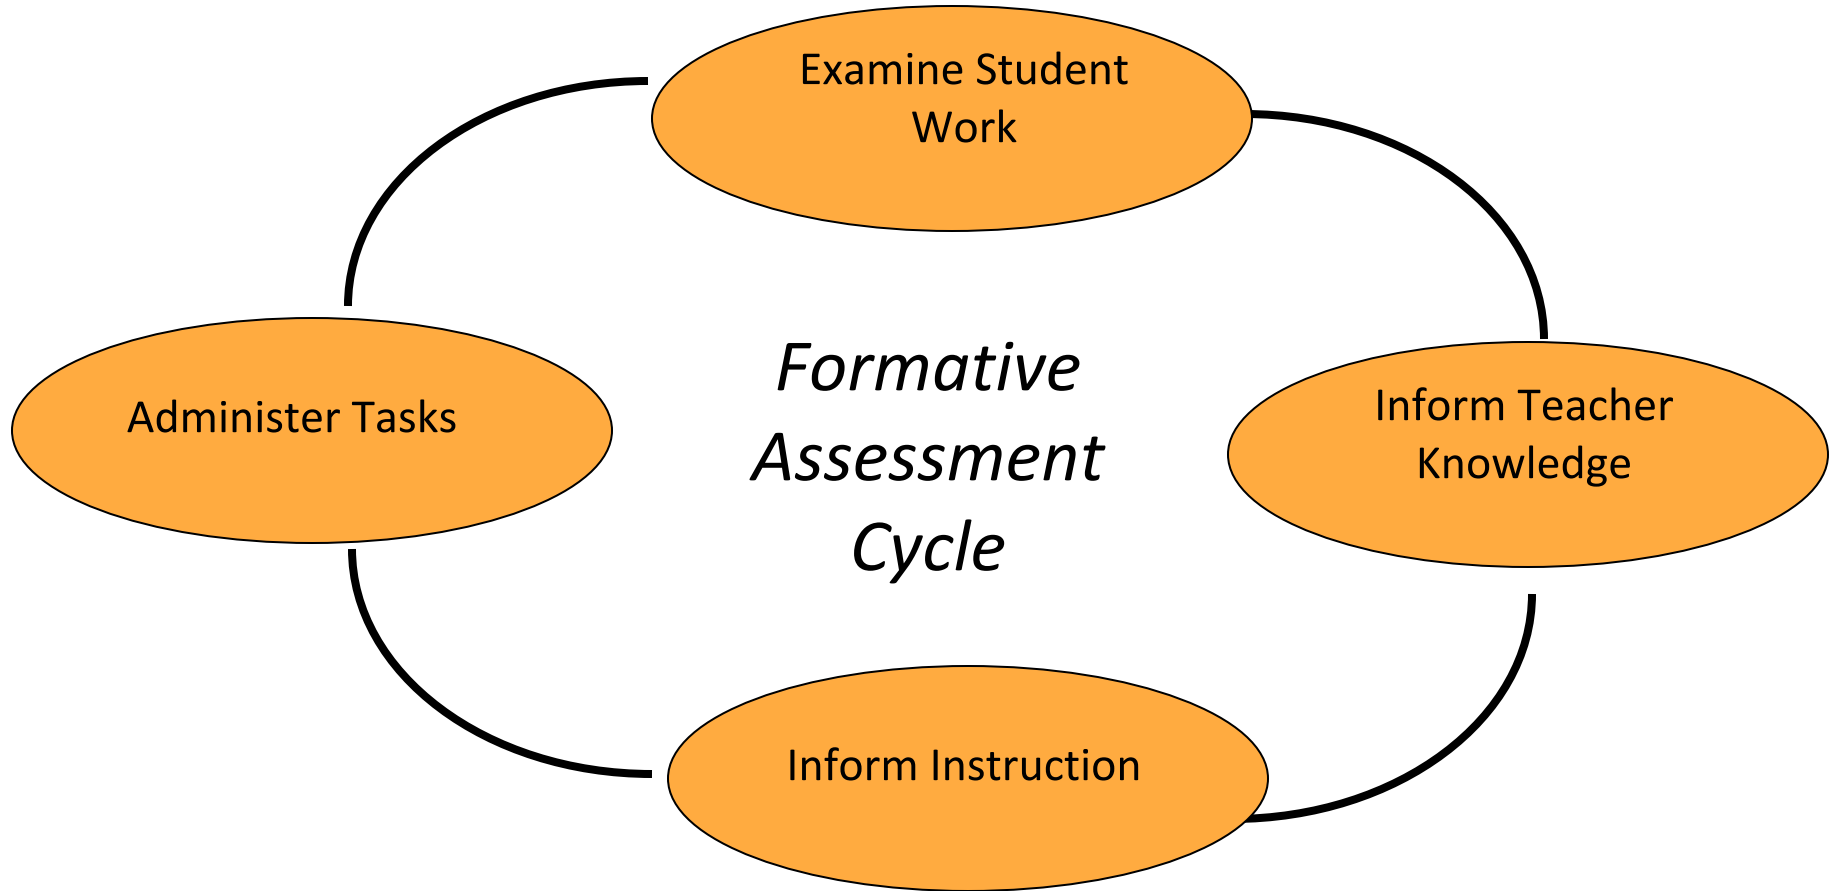 Examine Student
Work
Administer Tasks
Formative
Assessment
Cycle
Inform Teacher
Knowledge
Inform Instruction